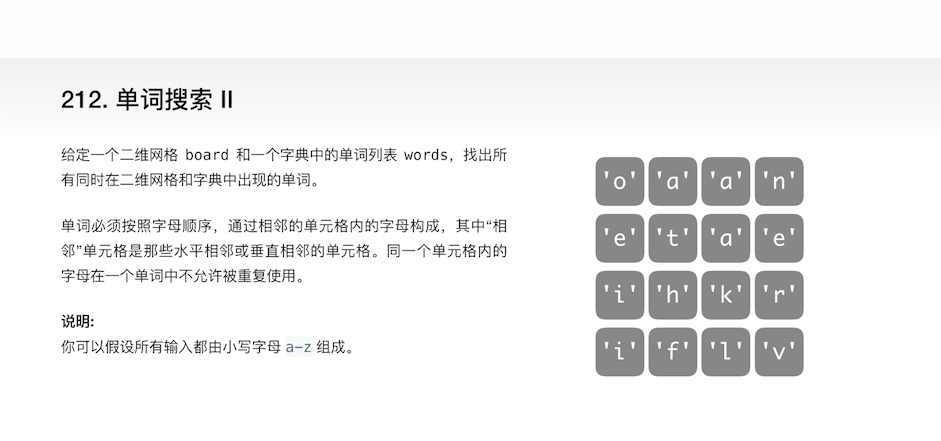 212. 单词搜索 II
给定一个二维网格 board 和一个字典中的单词列表 words，找出所
有同时在二维网格和字典中出现的单词。
单词必须按照字母顺序，通过相邻的单元格内的字母构成，其中“相
邻”单元格是那些水平相邻或垂直相邻的单元格。同一个单元格内的
字母在一个单词中不允许被重复使用。
说明:
你可以假设所有输入都由小写字母 a-z 组成。
'o' 'a' 'a' 'n'
'e' 't' 'a' 'e'
'i' 'h' 'k' 'r'
'i' 'f' 'l' 'v'